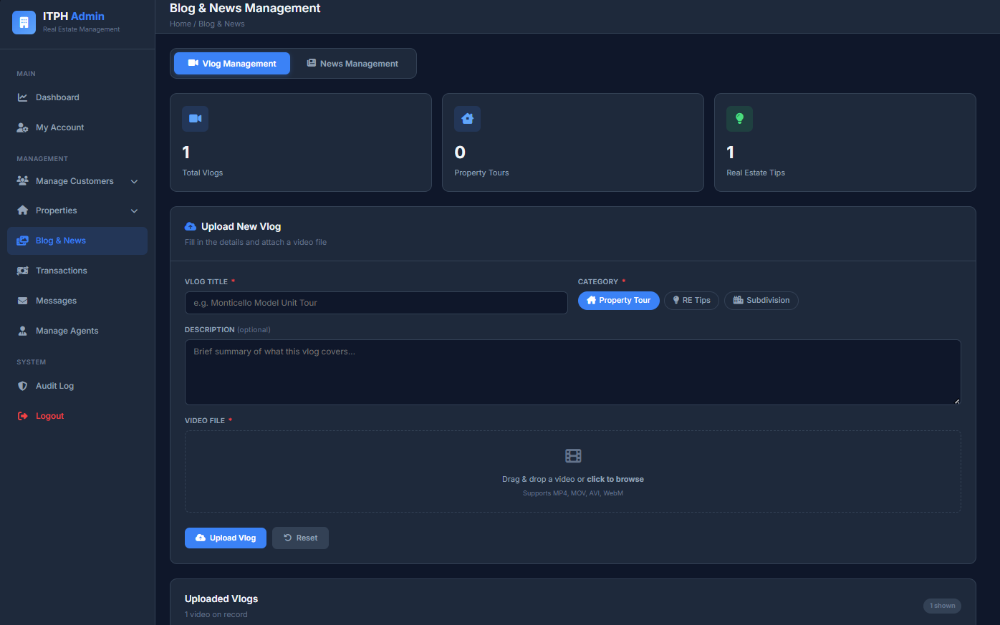 ITPH Admin
Real Estate Management
MAIN
Dashboard
My Account
MANAGEMENT
Manage Customers
Properties
Blog & News
Transactions
Messages
Manage Agents
SYSTEM
Audit Log
Logout
Blog & News Management
Home / Blog & News
Vlog Management
News Management
1
Total Vlogs
0
Property Tours
1
Real Estate Tips
Upload New Vlog
Fill in the details and attach a video file
VLOG TITLE *
e.g. Monticello Model Unit Tour
CATEGORY *
Property Tour
RE Tips
Subdivision
DESCRIPTION (optional)
Brief summary of what this vlog covers...
VIDEO FILE *
Drag & drop a video or click to browse
Supports MP4, MOV, AVI, WebM
Upload Vlog
Reset
Uploaded Vlogs
1 video on record
1 shown